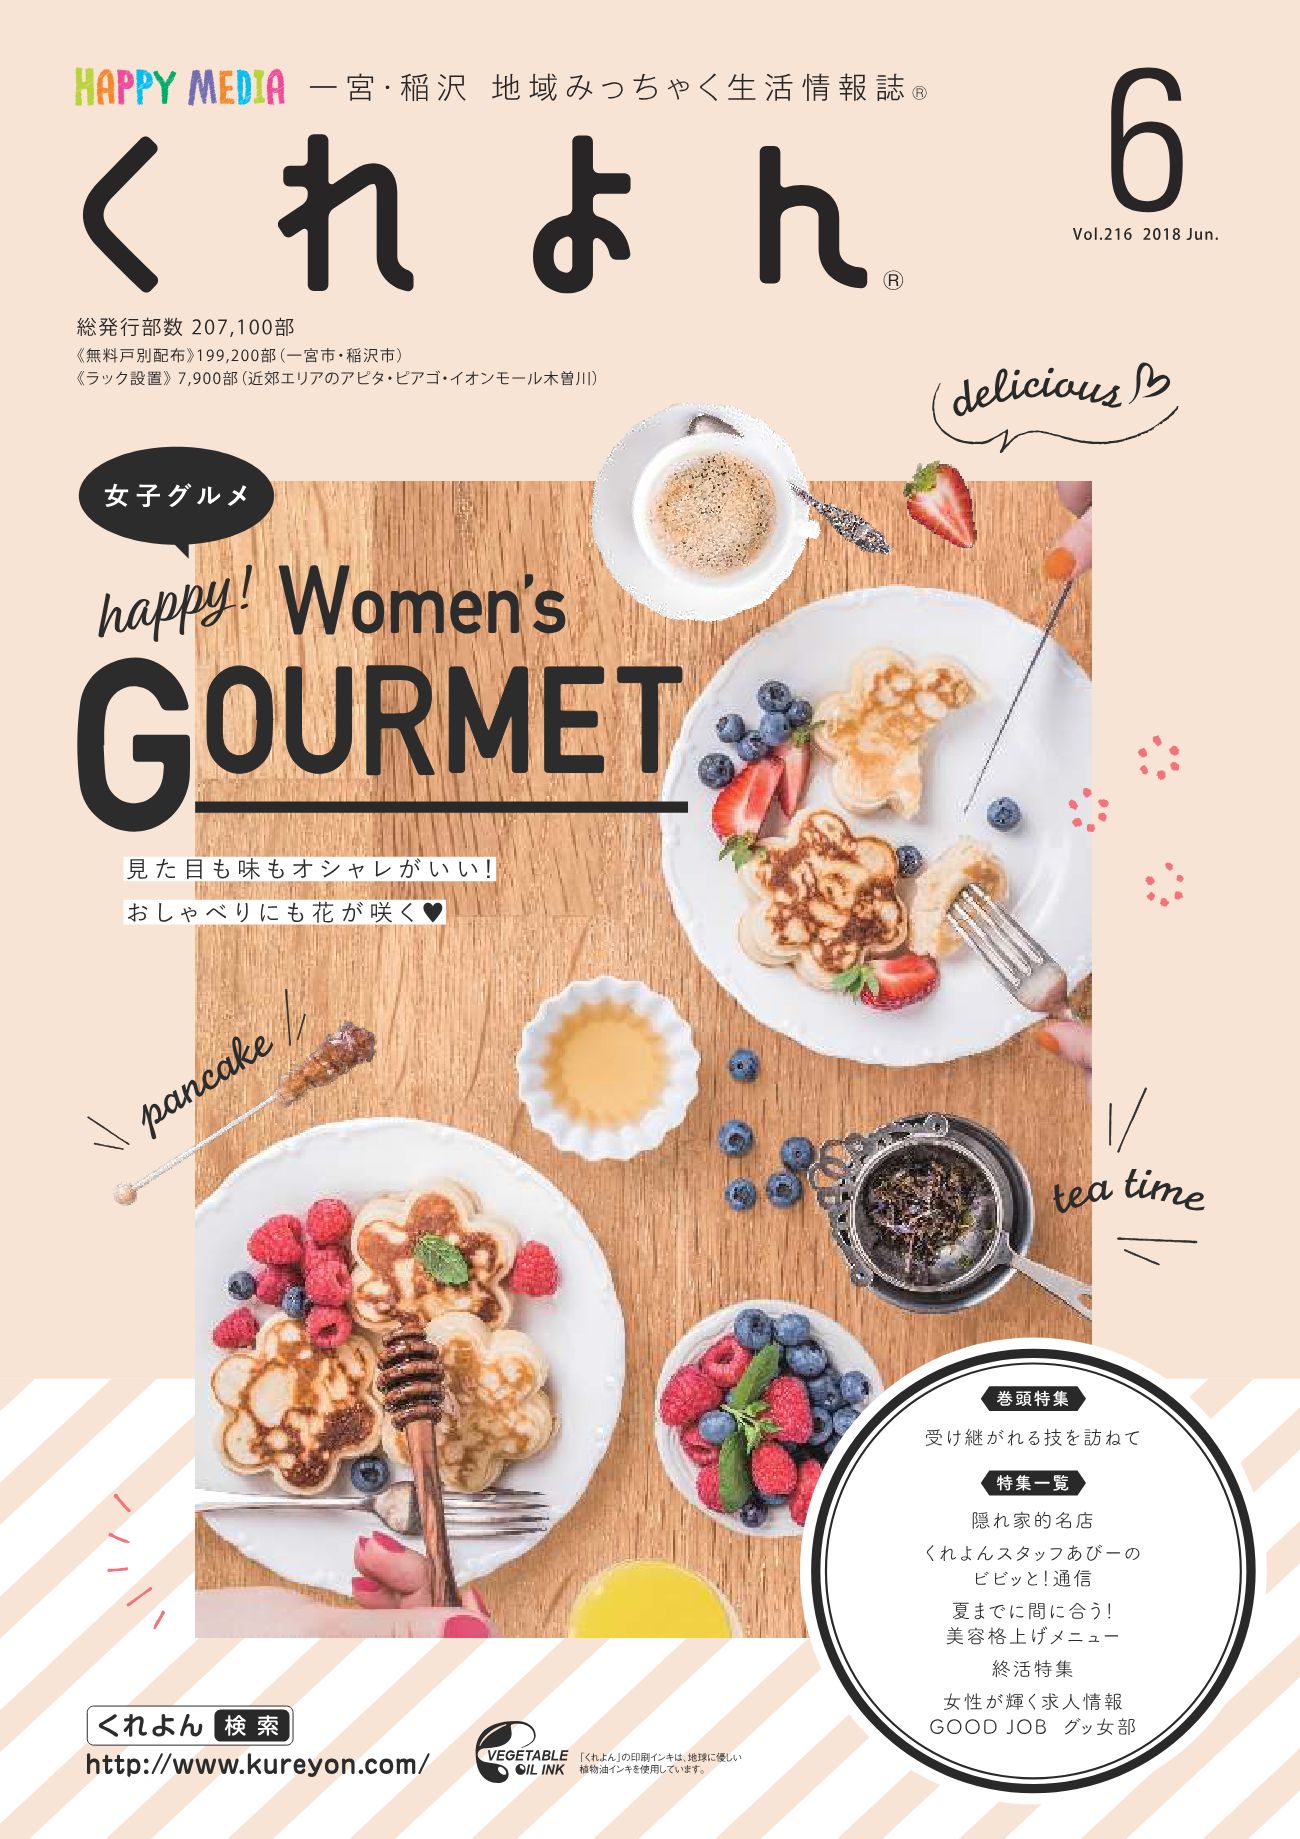 HAPPY MEDIA 一宮・稲沢 地域みっちゃく生活情報誌®
くれよん®
6
Vol.216 2018 Jun.
総発行部数 207,100部
《無料戸別配布》199,200部（一宮市・稲沢市）
《ラック設置》 7,900部（近郊エリアのアピタ・ピアゴ・イオンモール木曽川）
delicious
女子グルメ
happy! Women's
GOURMET
見た目も味もオシャレがいい！
おしゃべりにも花が咲く♥
pancake
tea time
巻頭特集
受け継がれる技を訪ねて
特集一覧
隠れ家的名店
くれよんスタッフあびーの
ビビッと！通信
夏までに間に合う！
美容格上げメニュー
終活特集
女性が輝く求人情報
GOOD JOB グッ女部
くれよん 検索
http://www.kureyon.com/
VEGETABLE
OIL INK
「くれよん」の印刷インキは、地球に優しい
植物油インキを使用しています。